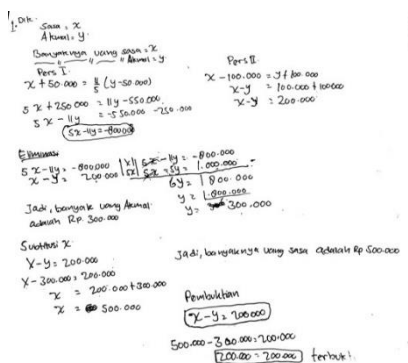 1. Dik:
Sasa = x
Akmal = y
Banyaknya uang sasa = x
" " " Akmal = y
Pers I
x + 50.000 = 11/5 (y - 50.000)
5x + 250.000 = 11y - 550.000
5x - 11y = -550.000 - 250.000
5x - 11y = -800.000
Pers II
x - 100.000 = y + 100.000
x - y = 100.000 + 100.000
x - y = 200.000
Eliminasi
5x - 11y = -800.000 | x1 | 5x - 11y = -800.000
x - y = 200.000 | x5 | 5x - 5y = 1.000.000
6y = 1.800.000
y = 1.800.000
y = 300.000
Jadi, banyak uang Akmal
adalah Rp. 300.000
Subtitusi x
x - y = 200.000
x - 300.000 = 200.000
x = 200.000 + 300.000
x = 500.000
Jadi, banyaknya uang sasa adalah Rp 500.000
Pembuktian
x - y = 200000
500.000 - 300.000 = 200.000
200.000 = 200.000 terbukti.